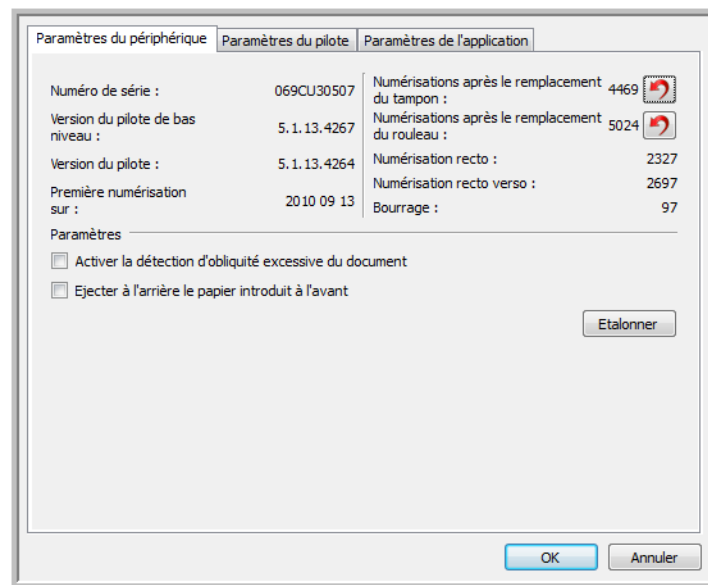 Paramètres du périphérique
Paramètres du pilote
Paramètres de l'application
Numéro de série : 069CU30507
Version du pilote de bas
niveau : 5.1.13.4267
Version du pilote : 5.1.13.4264
Première numérisation
sur : 2010 09 13
Numérisations après le remplacement
du tampon : 4469
Numérisations après le remplacement
du rouleau : 5024
Numérisation recto : 2327
Numérisation recto verso : 2697
Bourrage : 97
Paramètres
Activer la détection d'obliquité excessive du document
Ejecter à l'arrière le papier introduit à l'avant
Etalonner
OK
Annuler